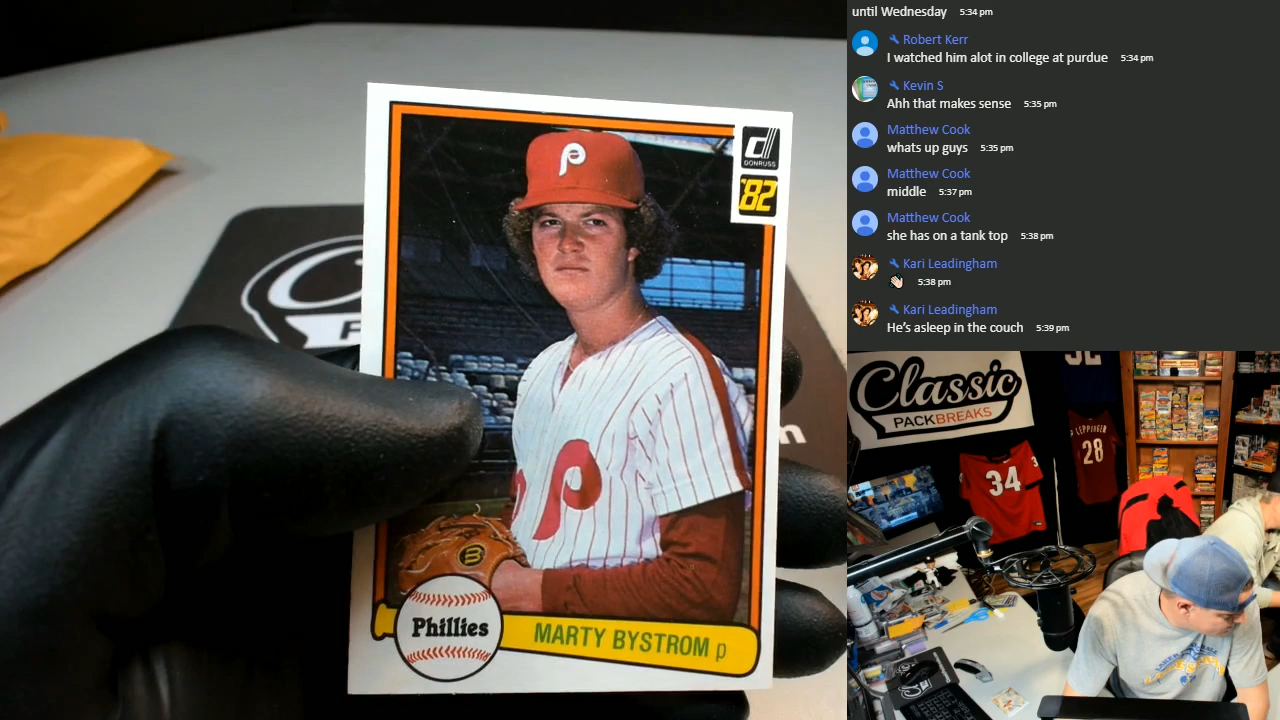 until Wednesday 5:34 pm
Robert Kerr
I watched him alot in college at purdue 5:34 pm
Kevin S
Ahh that makes sense 5:35 pm
Matthew Cook
whats up guys 5:35 pm
Matthew Cook
middle 5:37 pm
Matthew Cook
she has on a tank top 5:38 pm
Kari Leadingham
5:38 pm
Kari Leadingham
He's asleep in the couch 5:39 pm
d
DONRUSS
'82
P
P
Phillies
MARTY BYSTROM p
Classic
PACKBREAKS
34
LEPPINGER
28